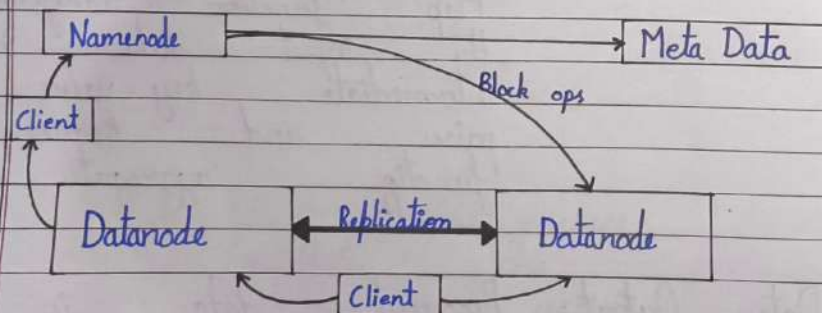 Namenode
Meta Data
Block ops
Client
Datanode
Replication
Datanode
Client